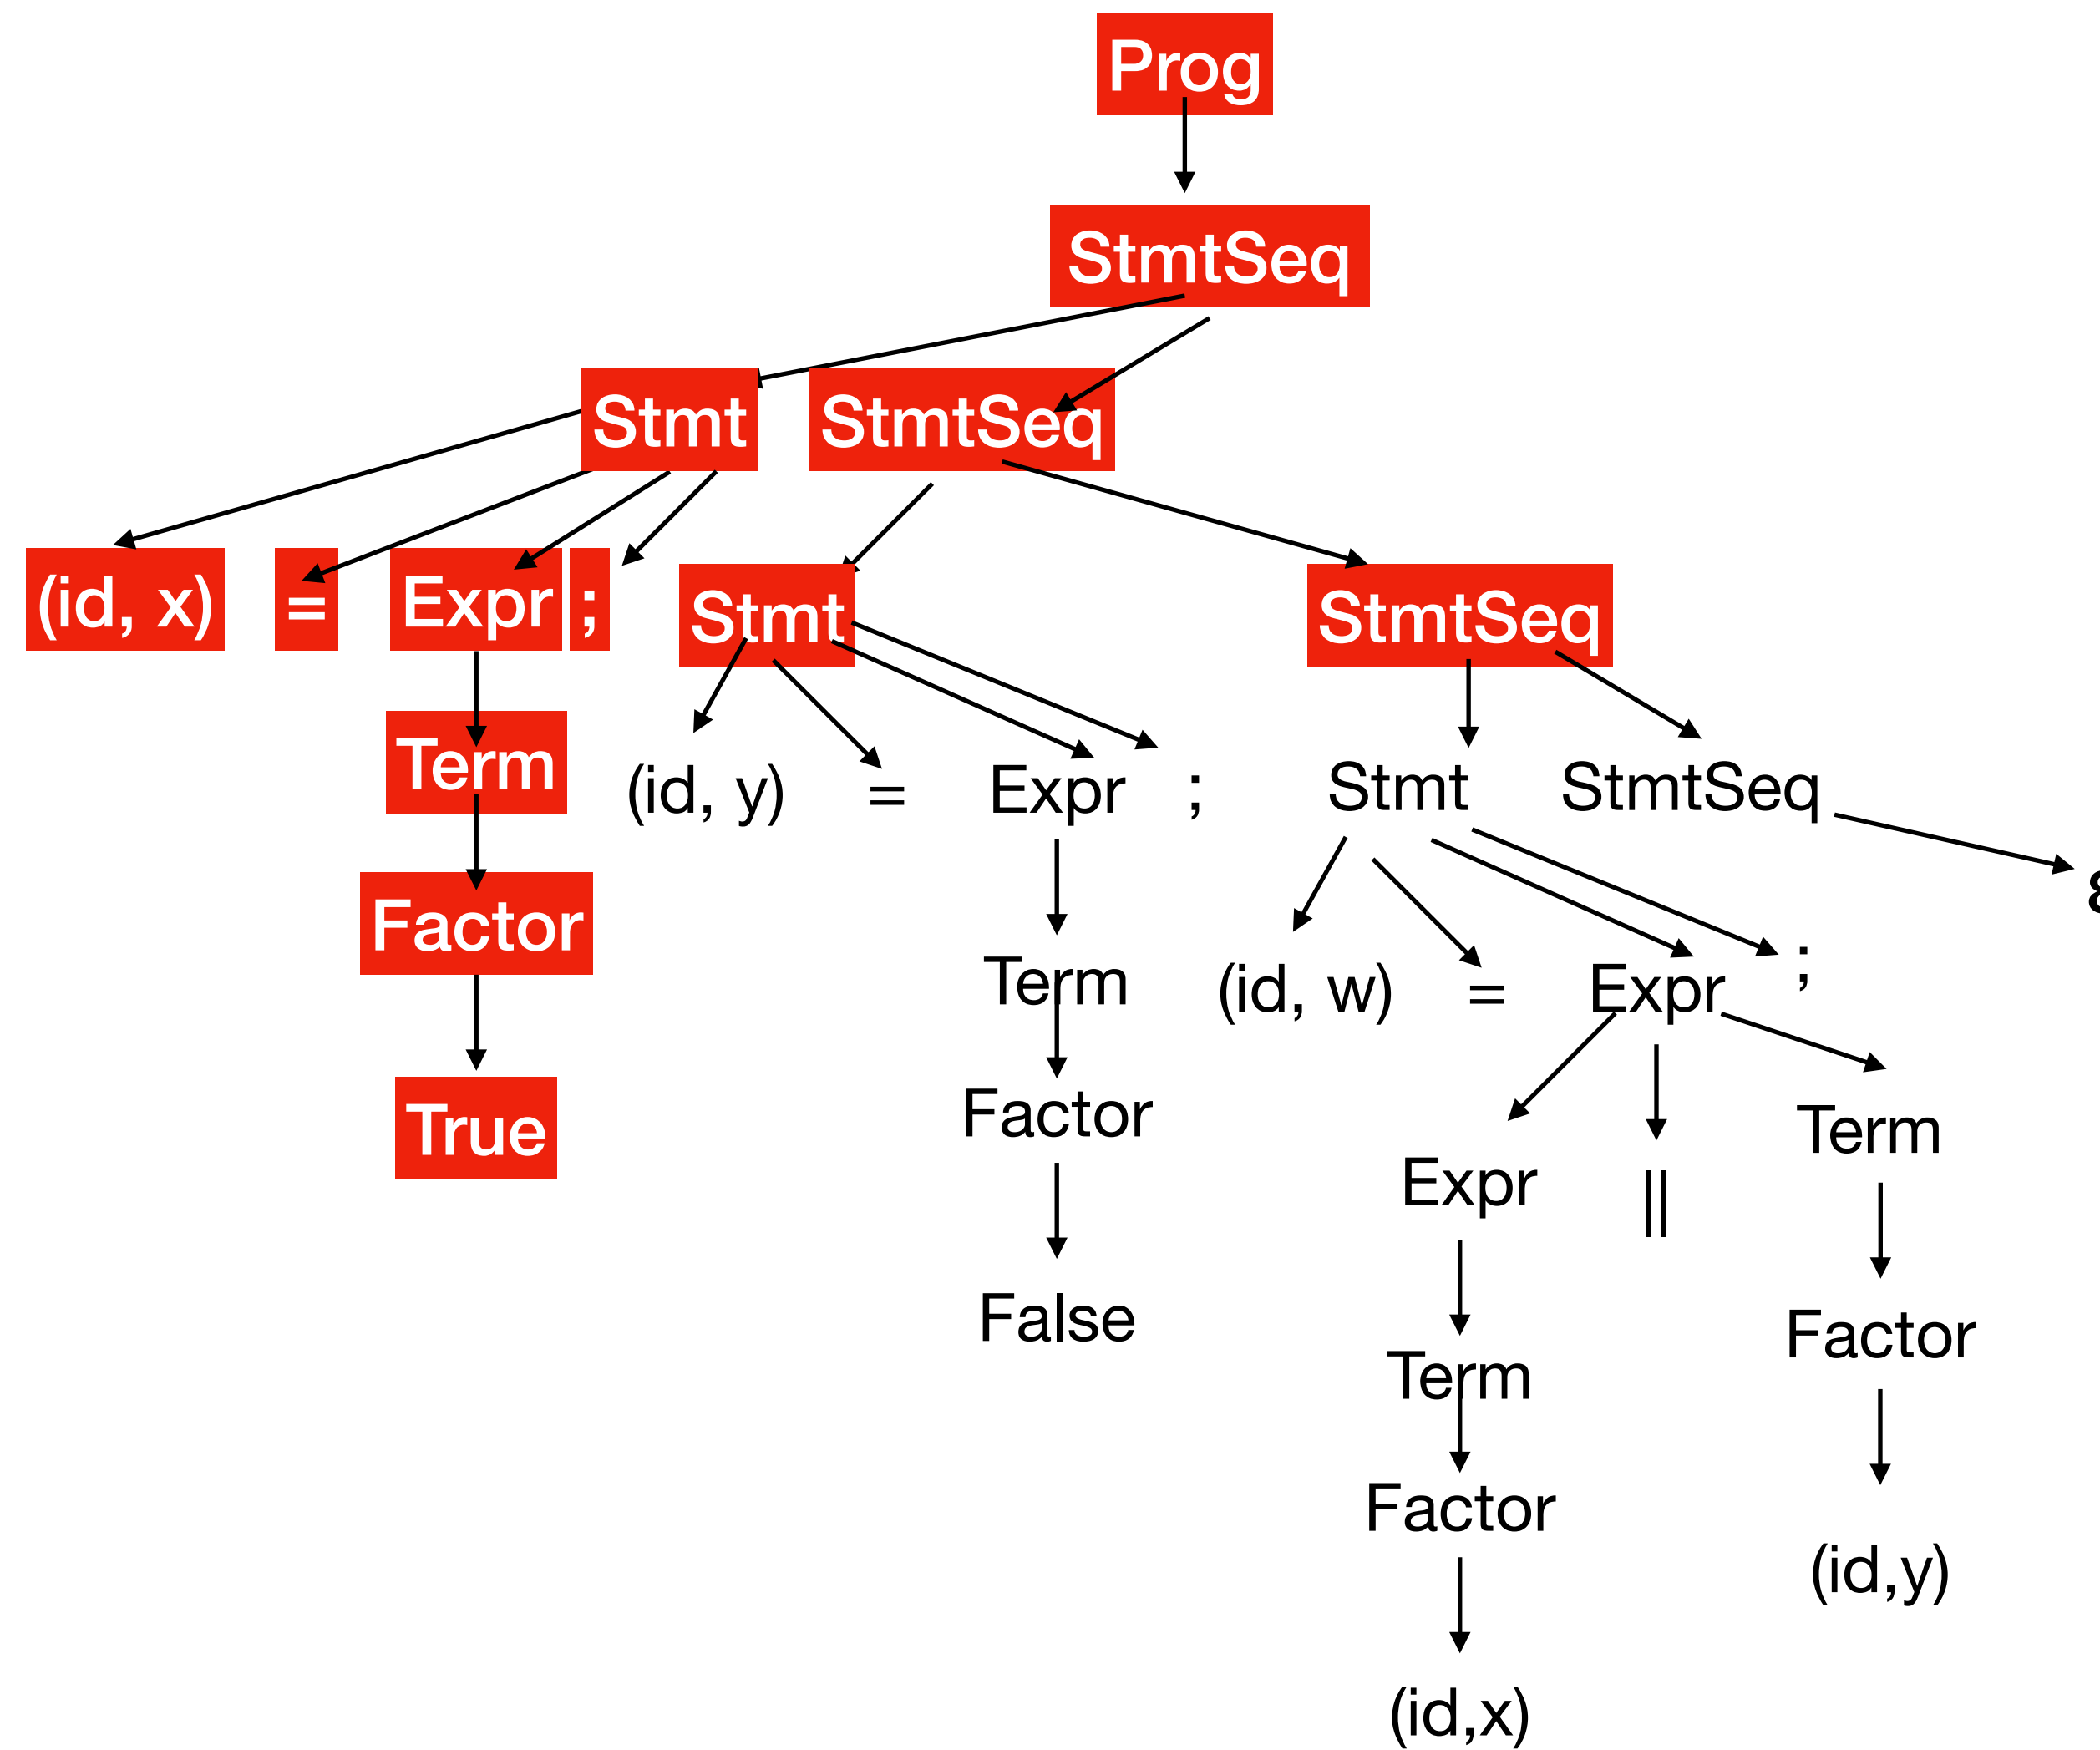 Prog
StmtSeq
Stmt StmtSeq
(id, x) = Expr ; Stmt StmtSeq
Term (id, y) = Expr ; Stmt StmtSeq
Factor Term (id, w) = Expr ;
True Factor Expr || Term
False Term Factor
Factor (id,y)
(id,x)